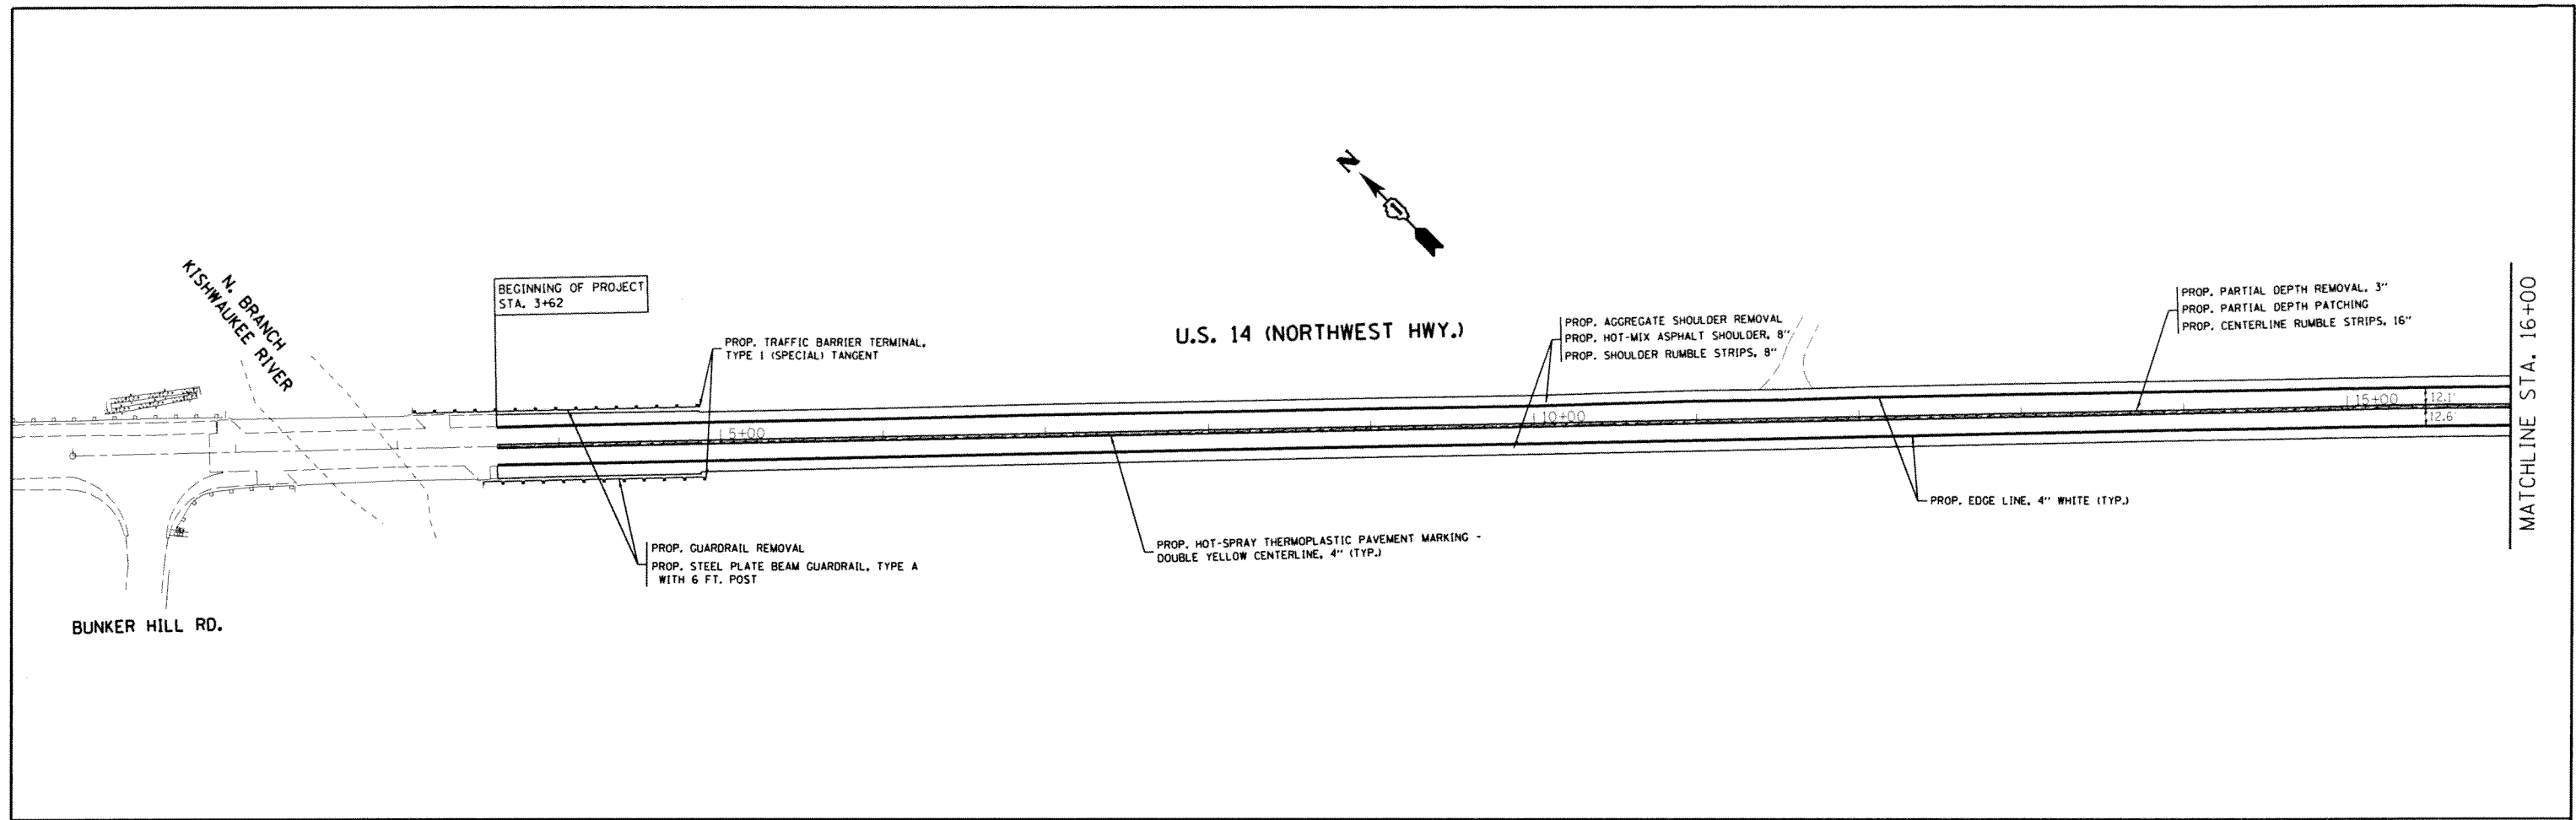 N
N. BRANCH
KISHWAUKEE RIVER
BEGINNING OF PROJECT
STA. 3+62
PROP. TRAFFIC BARRIER TERMINAL,
TYPE 1 (SPECIAL) TANGENT
U.S. 14 (NORTHWEST HWY.)
PROP. AGGREGATE SHOULDER REMOVAL
PROP. HOT-MIX ASPHALT SHOULDER, 8"
PROP. SHOULDER RUMBLE STRIPS, 8"
PROP. PARTIAL DEPTH REMOVAL, 3"
PROP. PARTIAL DEPTH PATCHING
PROP. CENTERLINE RUMBLE STRIPS, 16"
MATCHLINE STA. 16+00
5+00
10+00
15+00
12.1'
12.6'
PROP. GUARDRAIL REMOVAL
PROP. STEEL PLATE BEAM GUARDRAIL, TYPE A
WITH 6 FT. POST
PROP. HOT-SPRAY THERMOPLASTIC PAVEMENT MARKING -
DOUBLE YELLOW CENTERLINE, 4" (TYP.)
PROP. EDGE LINE, 4" WHITE (TYP.)
BUNKER HILL RD.